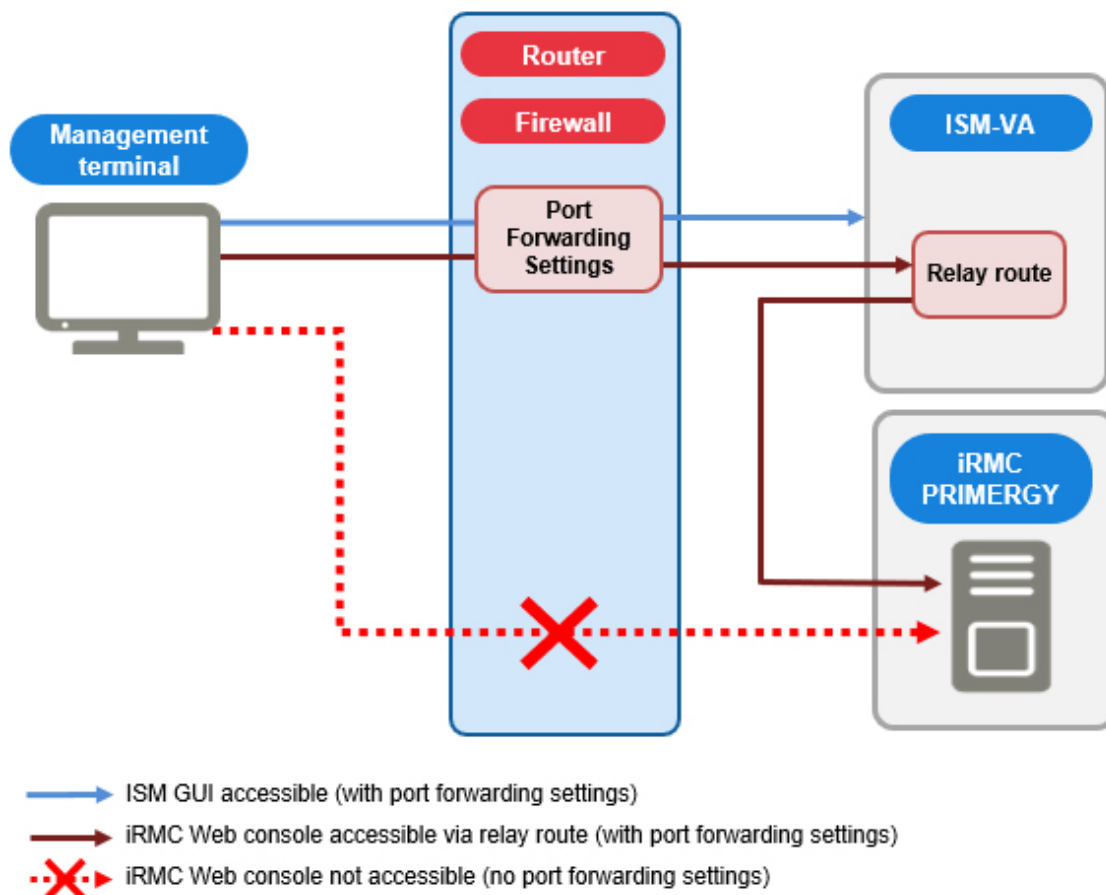 Router
Firewall
Management
terminal
Port
Forwarding
Settings
ISM-VA
Relay route
iRMC
PRIMERGY
ISM GUI accessible (with port forwarding settings)
iRMC Web console accessible via relay route (with port forwarding settings)
iRMC Web console not accessible (no port forwarding settings)